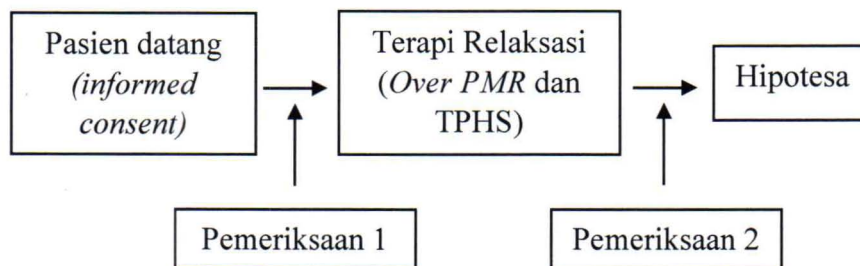 Pasien datang
(informed
consent)
Terapi Relaksasi
(Over PMR dan
TPHS)
Hipotesa
Pemeriksaan 1
Pemeriksaan 2